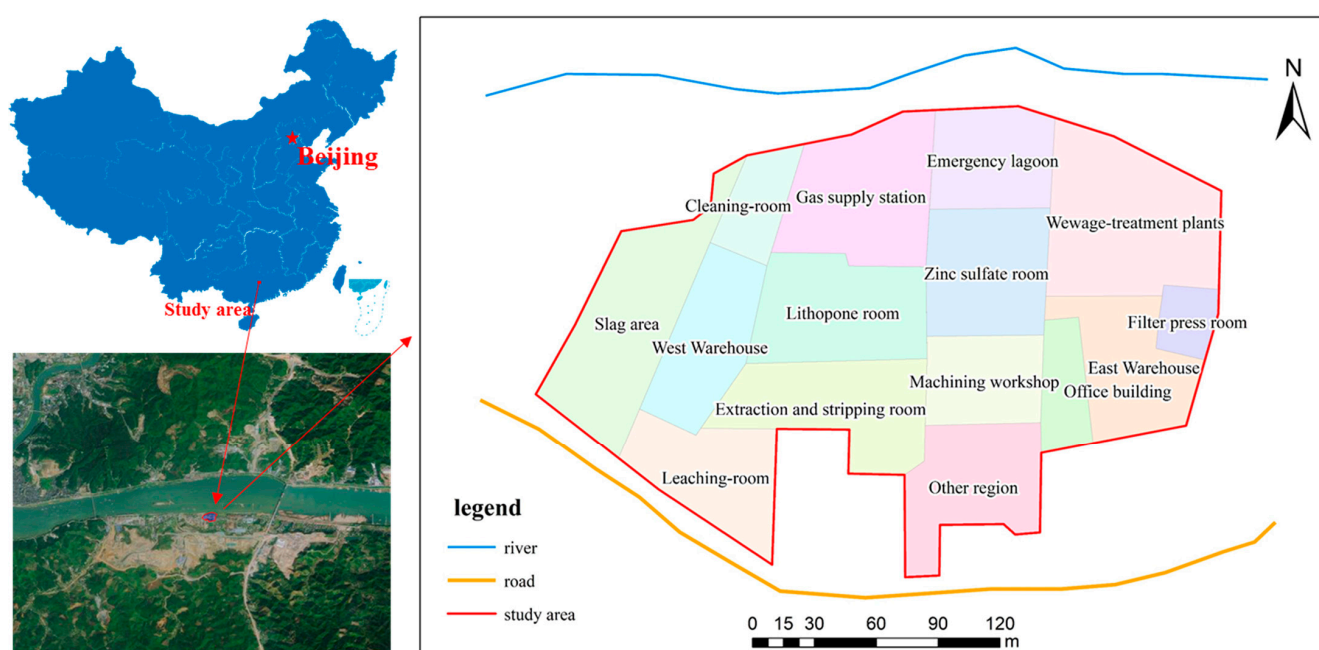 Beijing
Study area
N
Emergency lagoon
Cleaning-room
Gas supply station
Wewage-treatment plants
Zinc sulfate room
Slag area
Lithopone room
Filter press room
West Warehouse
East Warehouse
Machining workshop
Office building
Extraction and stripping room
Leaching-room
Other region
legend
river
road
study area
0 15 30 60 90 120
m